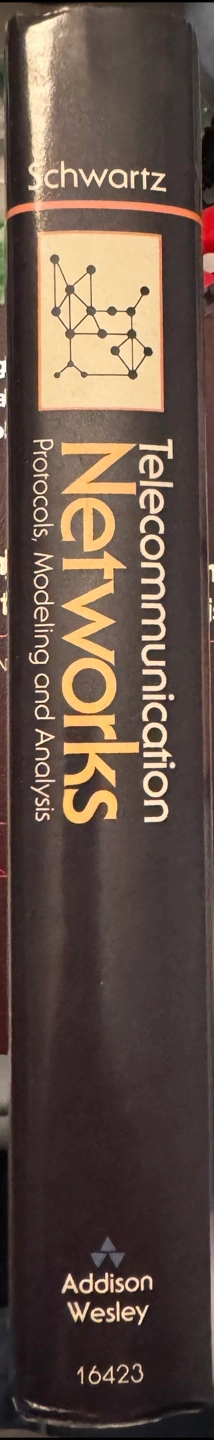 Schwartz
Telecommunication
Networks
Protocols, Modeling and Analysis
Addison
Wesley
16423